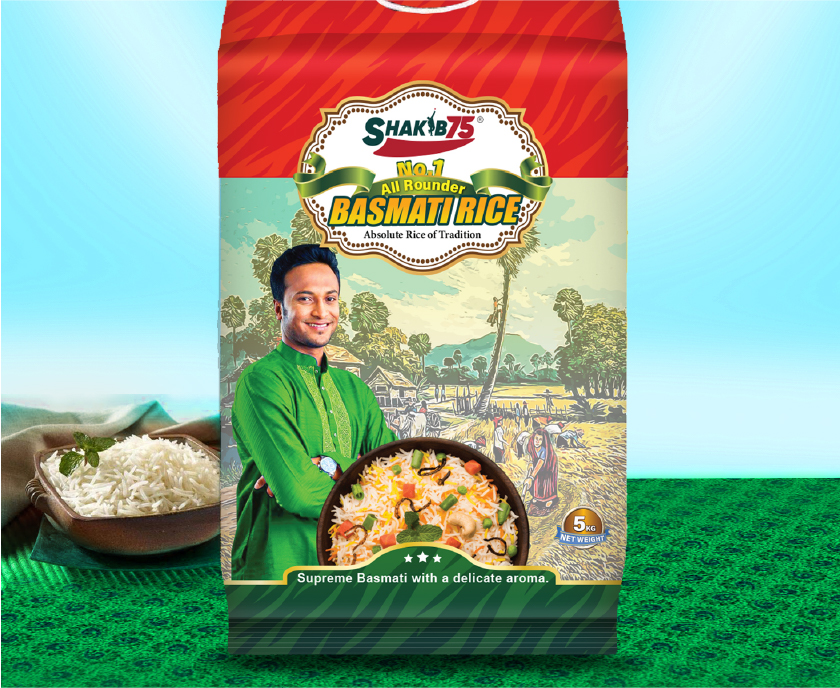 SHAKIB75®
No.1
All Rounder
BASMATI RICE
Absolute Rice of Tradition
5KG
NET WEIGHT
Supreme Basmati with a delicate aroma.